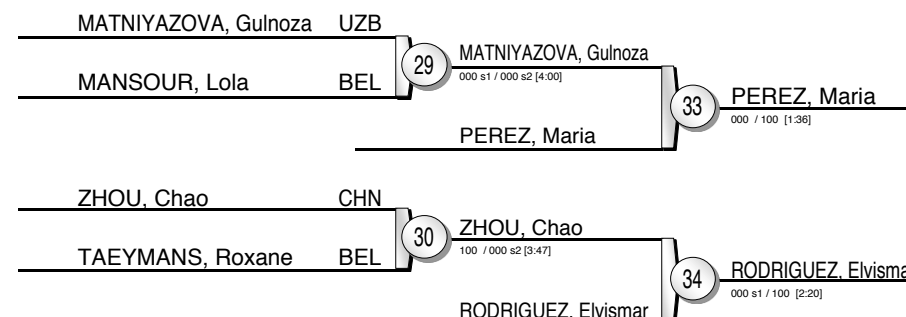 MATNIYAZOVA, Gulnoza UZB
29
MATNIYAZOVA, Gulnoza
000 s1 / 000 s2 [4:00]
MANSOUR, Lola BEL
33
PEREZ, Maria
000 / 100 [1:36]
PEREZ, Maria
ZHOU, Chao CHN
30
ZHOU, Chao
100 / 000 s2 [3:47]
TAEYMANS, Roxane BEL
34
RODRIGUEZ, Elvisma
000 s1 / 100 [2:20]
RODRIGUEZ, Elvismar